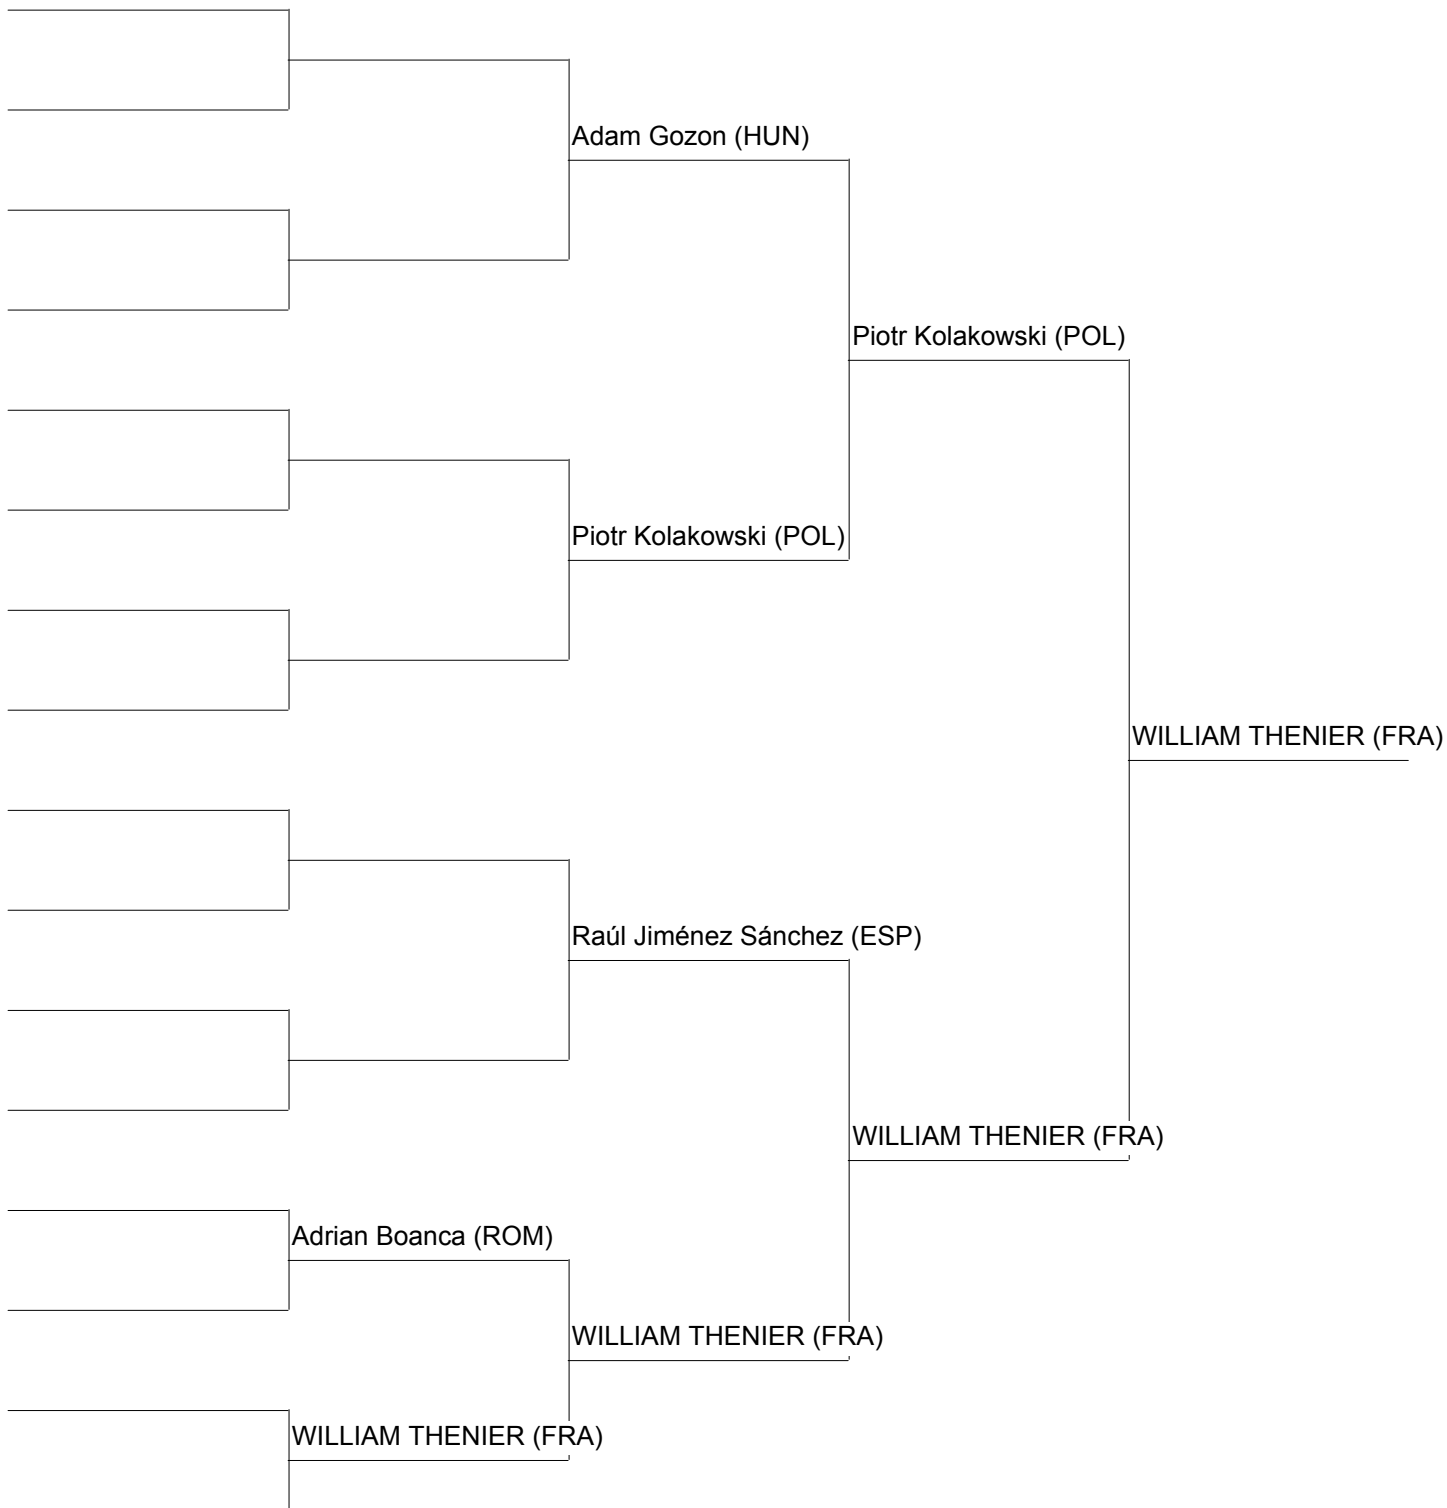 Adam Gozon (HUN)
Piotr Kolakowski (POL)
Piotr Kolakowski (POL)
WILLIAM THENIER (FRA)
Raúl Jiménez Sánchez (ESP)
WILLIAM THENIER (FRA)
Adrian Boanca (ROM)
WILLIAM THENIER (FRA)
WILLIAM THENIER (FRA)